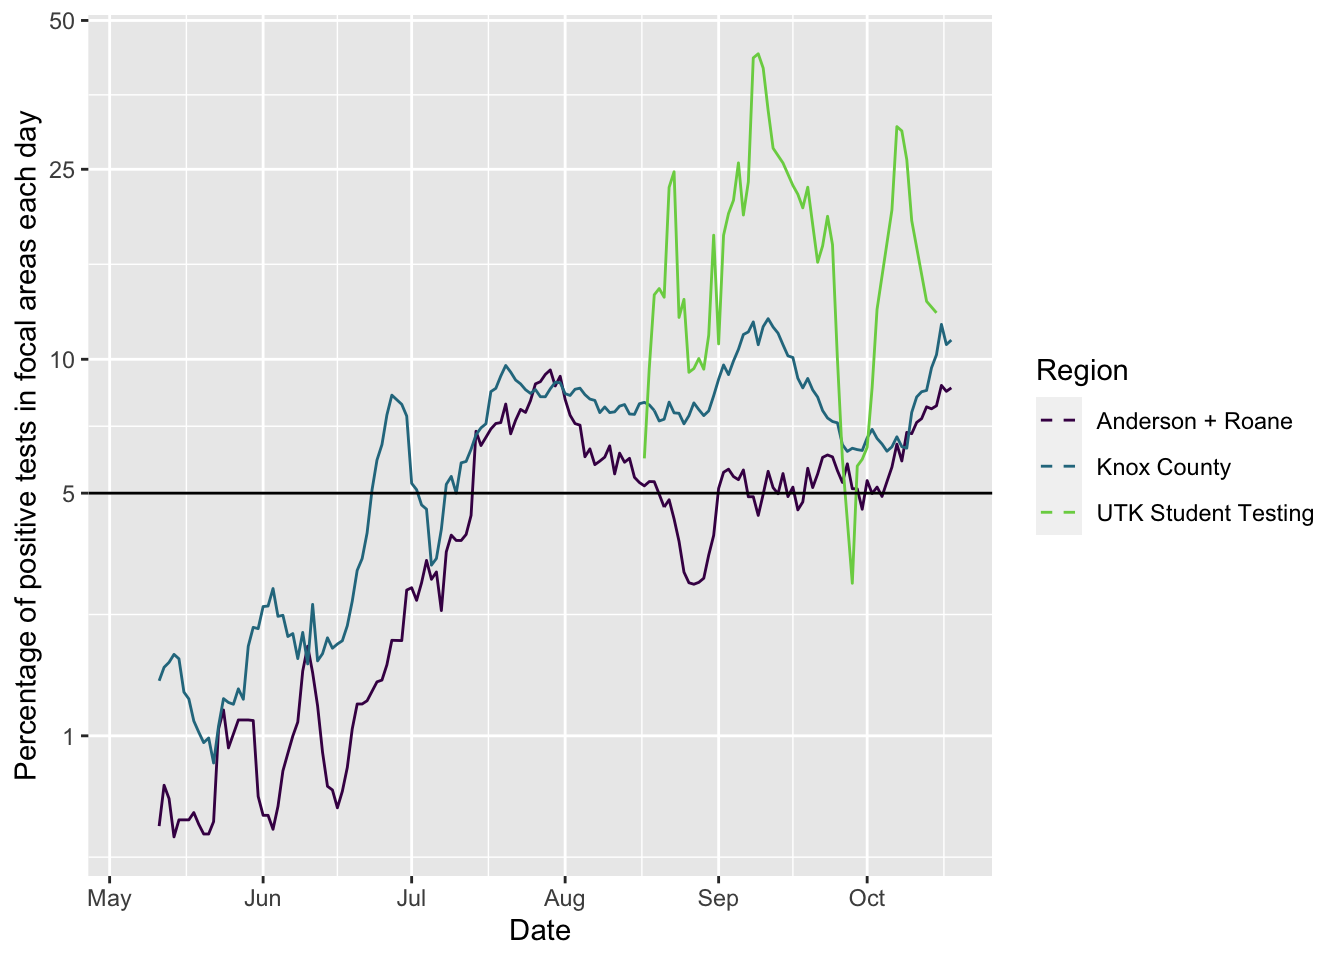 Percentage of positive tests in focal areas each day
50
25
10
5
1
May
Jun
Jul
Aug
Sep
Oct
Date
Region
Anderson + Roane
Knox County
UTK Student Testing